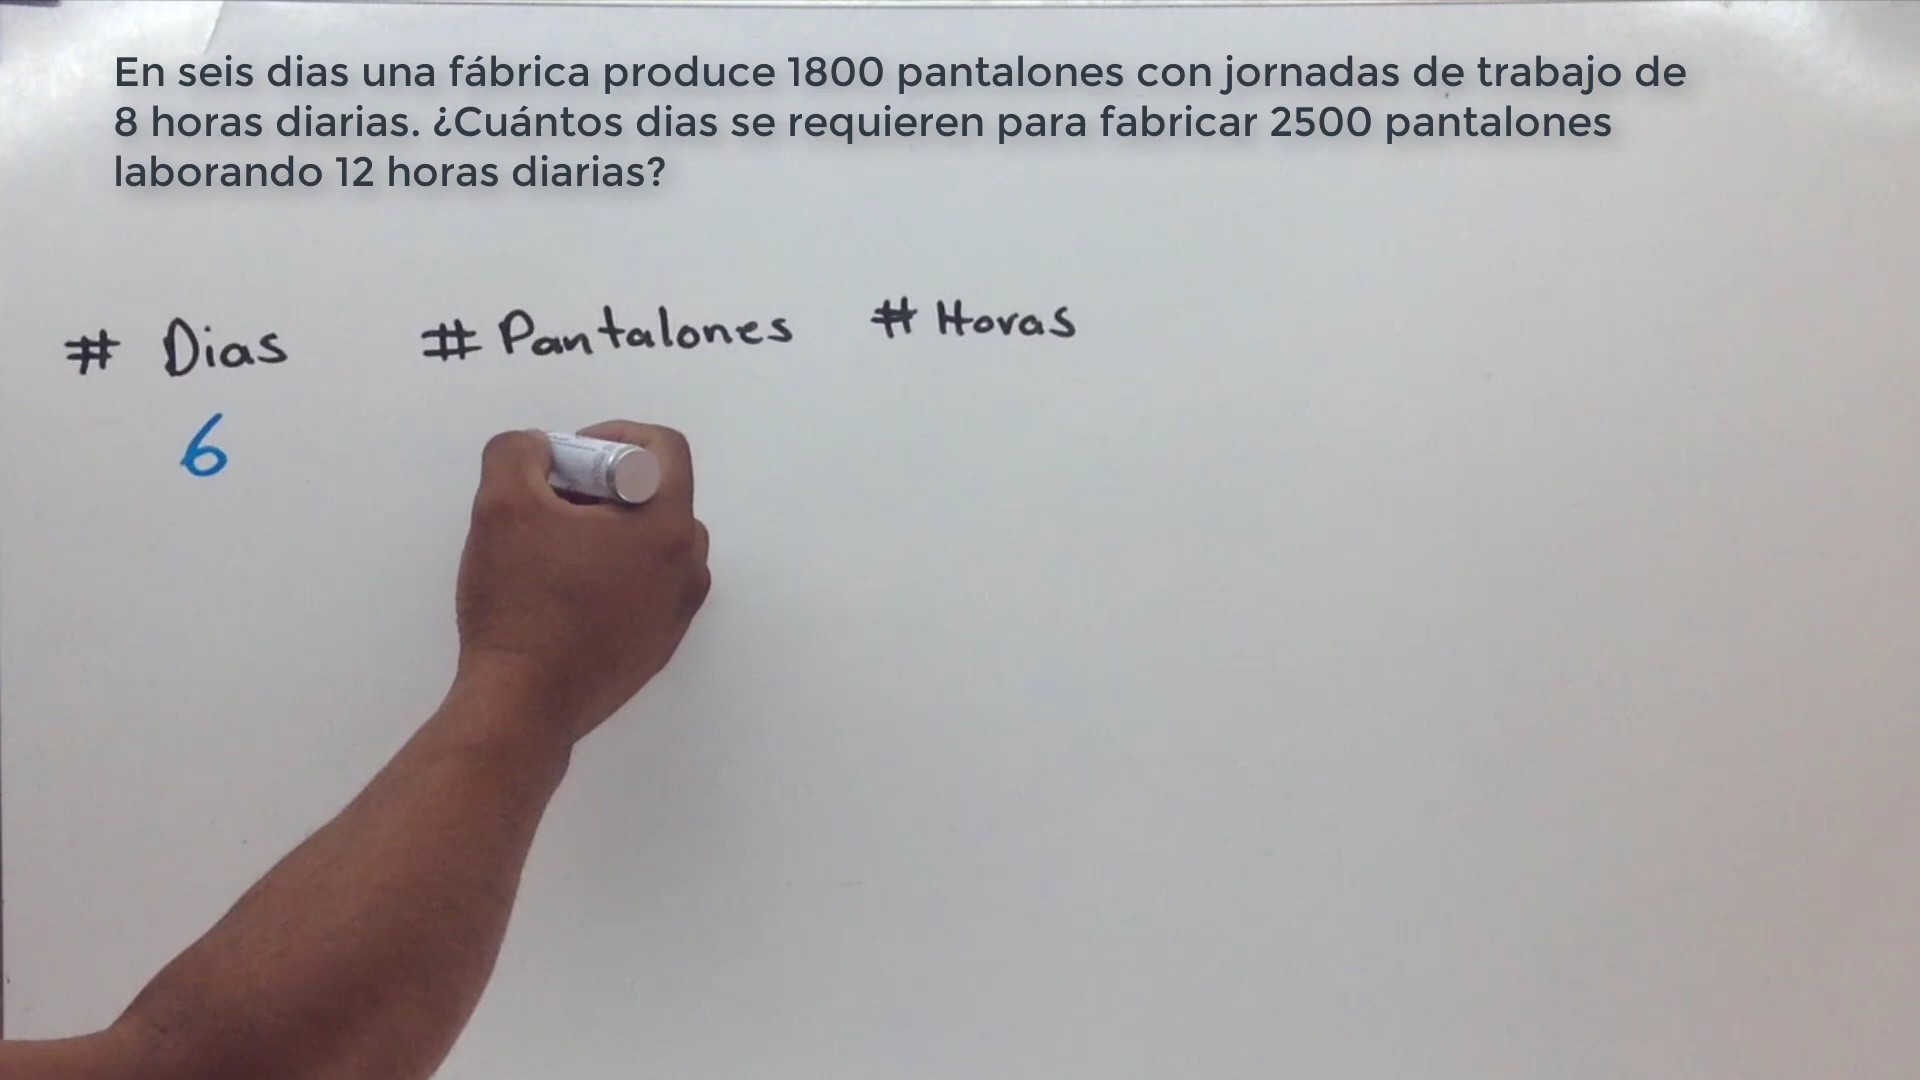 En seis dias una fábrica produce 1800 pantalones con jornadas de trabajo de
8 horas diarias. ¿Cuántos dias se requieren para fabricar 2500 pantalones
laborando 12 horas diarias?
# Dias # Pantalones # Horas
6